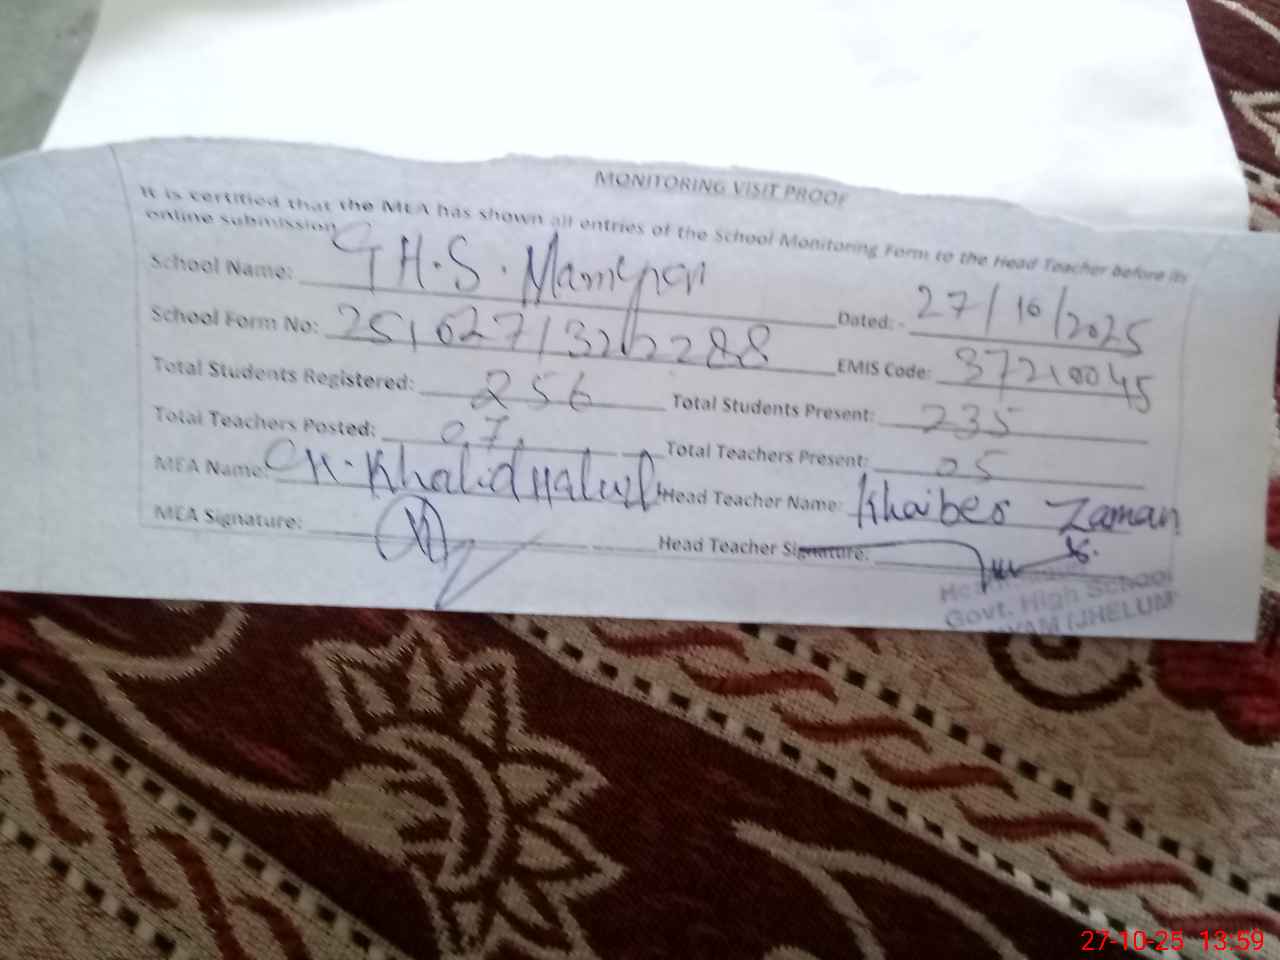 MONITORING VISIT PROOF
It is certified that the MEA has shown all entries of the School Monitoring Form to the Head Teacher before its
online submission
School Name: G H.S. Dated: - 27/10/2025
School Form No: EMIS Code: 37210045
Total Students Registered: 256 Total Students Present: 235
Total Teachers Posted: 07 Total Teachers Present: 05
MEA Name: Ch. Khalid Head Teacher Name: Khaiber Zaman
MEA Signature: Head Teacher Signature:
Govt. High School
(JHELUM)
27-10-25 13:59